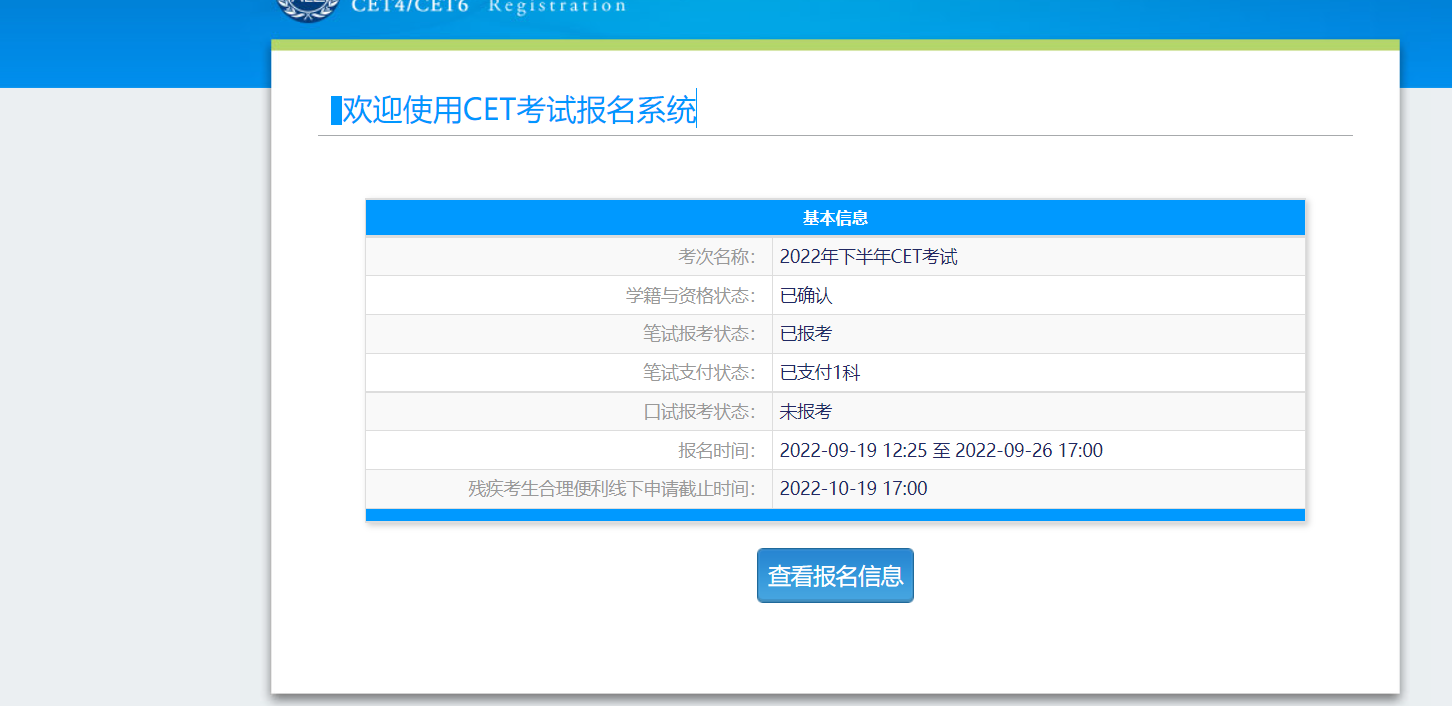 CET4/CET6 Registration
欢迎使用CET考试报名系统
基本信息
考次名称： 2022年下半年CET考试
学籍与资格状态： 已确认
笔试报考状态： 已报考
笔试支付状态： 已支付1科
口试报考状态： 未报考
报名时间： 2022-09-19 12:25 至 2022-09-26 17:00
残疾考生合理便利线下申请截止时间： 2022-10-19 17:00
查看报名信息